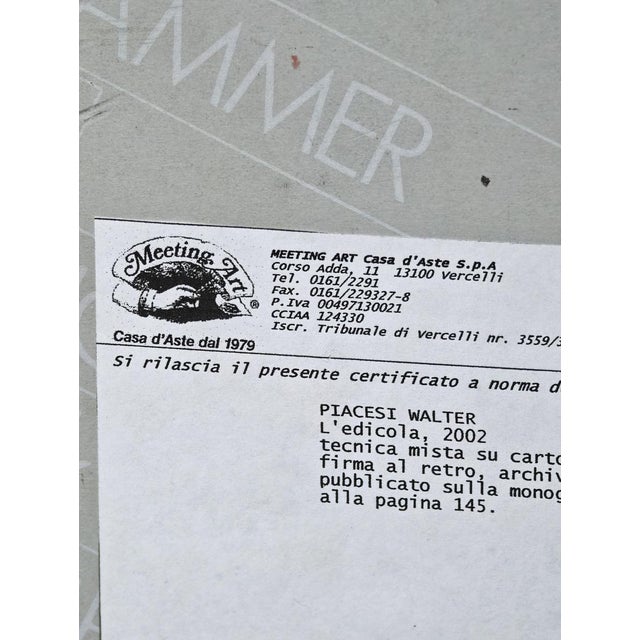 AMMER
Meeting Art
®
Casa d'Aste dal 1979
MEETING ART Casa d'Aste S.p.A
Corso Adda, 11 13100 Vercelli
Tel. 0161/2291
Fax. 0161/229327-8
P.Iva 00497130021
CCIAA 124330
Iscr. Tribunale di Vercelli nr. 3559/3
Si rilascia il presente certificato a norma d
PIACESI WALTER
L'edicola, 2002
tecnica mista su carto
firma al retro, archiv
pubblicato sulla monog
alla pagina 145.